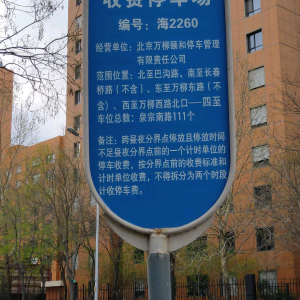 收费停车场
编号：海2260
经营单位：北京万柳颐和停车管理
有限责任公司
范围位置：北至巴沟路、南至长春
桥路（不含）、东至万柳东路（不
含）、西至万柳西路北口—四至
车位总数：泉宗南路111个
备注：跨昼夜分界点停放且停放时间
不足昼夜分界点前的一个计时单位的
停车收费，按分界点前的收费标准和
计时单位收费，不得拆分为两个时段
计收停车费。